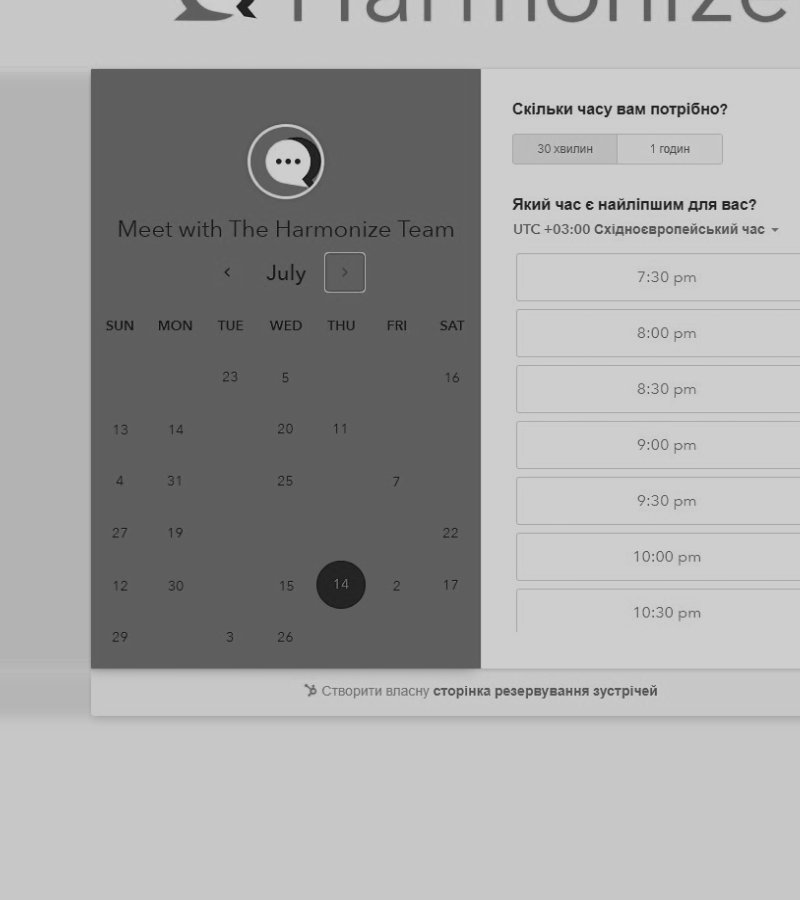 Harmonize
Meet with The Harmonize Team
July
SUN MON TUE WED THU FRI SAT
23 5 16
13 14 20 11
4 31 25 7
27 19 22
12 30 15 14 2 17
29 3 26
Скільки часу вам потрібно?
30 хвилин 1 годин
Який час є найліпшим для вас?
UTC +03:00 Східноєвропейський час
7:30 pm
8:00 pm
8:30 pm
9:00 pm
9:30 pm
10:00 pm
10:30 pm
Створити власну сторінка резервування зустрічей